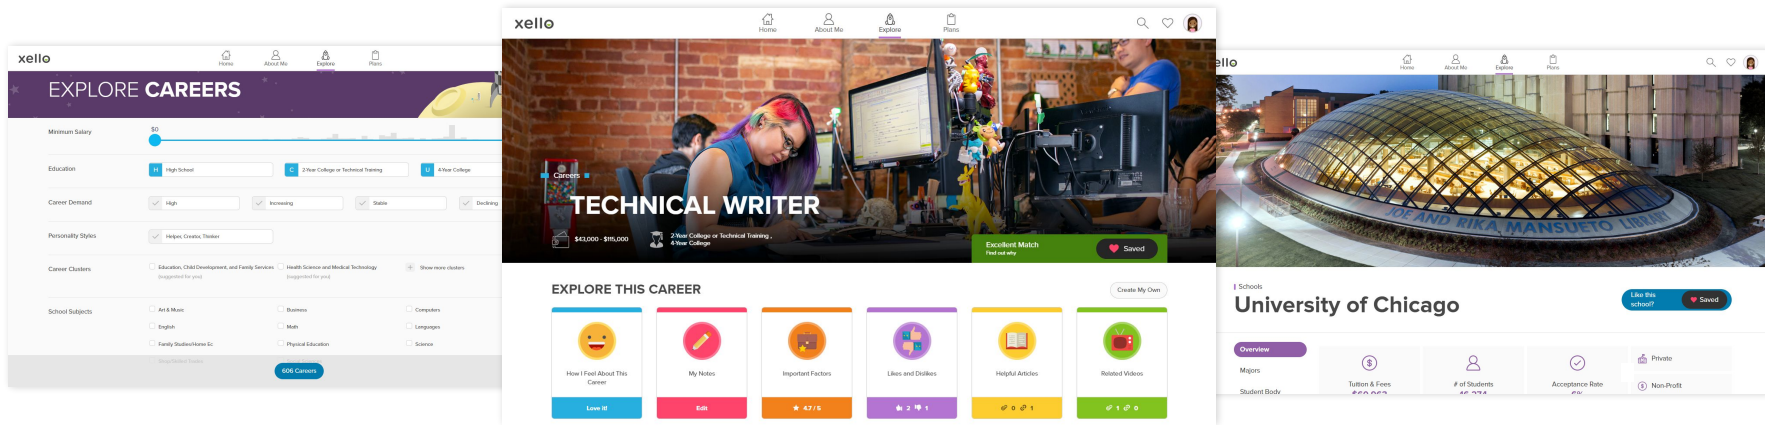 xello
Home
About Me
Explore
Plans
EXPLORE CAREERS
Minimum Salary
$0
Education
H High School
C 2-Year College or Technical Training
U 4-Year College
Career Demand
High
Increasing
Stable
Declining
Personality Styles
Helper, Creator, Thinker
Career Clusters
Education, Child Development, and Family Services
(suggested for you)
Health Science and Medical Technology
(suggested for you)
Show more clusters
School Subjects
Art & Music
Business
Computers
English
Math
Languages
Family Studies/Home Ec
Physical Education
Science
606 Careers
xello
Home
About Me
Explore
Plans
Careers
TECHNICAL WRITER
$43,000 - $115,000
2-Year College or Technical Training ,
4-Year College
Excellent Match
Find out why
Saved
EXPLORE THIS CAREER
Create My Own
How I Feel About This
Career
Love it!
My Notes
Edit
Important Factors
4.7 / 5
Likes and Dislikes
2 1
Helpful Articles
0 1
Related Videos
1 0
ello
Home
About Me
Explore
Plans
JOE AND RIKA MANSUETO LIBRARY
Schools
University of Chicago
Like this
school?
Saved
Overview
Majors
Student Body
Tuition & Fees
# of Students
Acceptance Rate
Private
Non-Profit